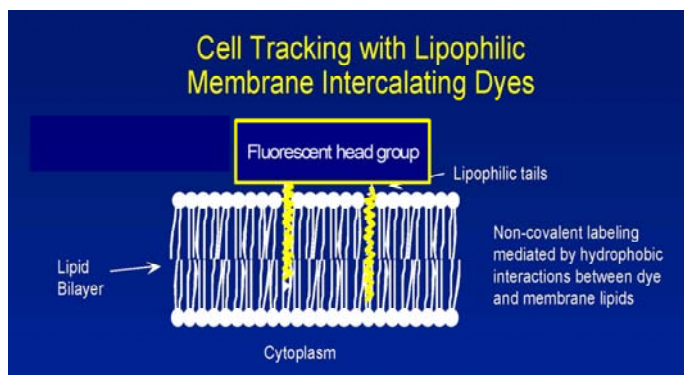 Cell Tracking with Lipophilic
Membrane Intercalating Dyes
Fluorescent head group
Lipophilic tails
Lipid
Bilayer
Non-covalent labeling
mediated by hydrophobic
interactions between dye
and membrane lipids
Cytoplasm